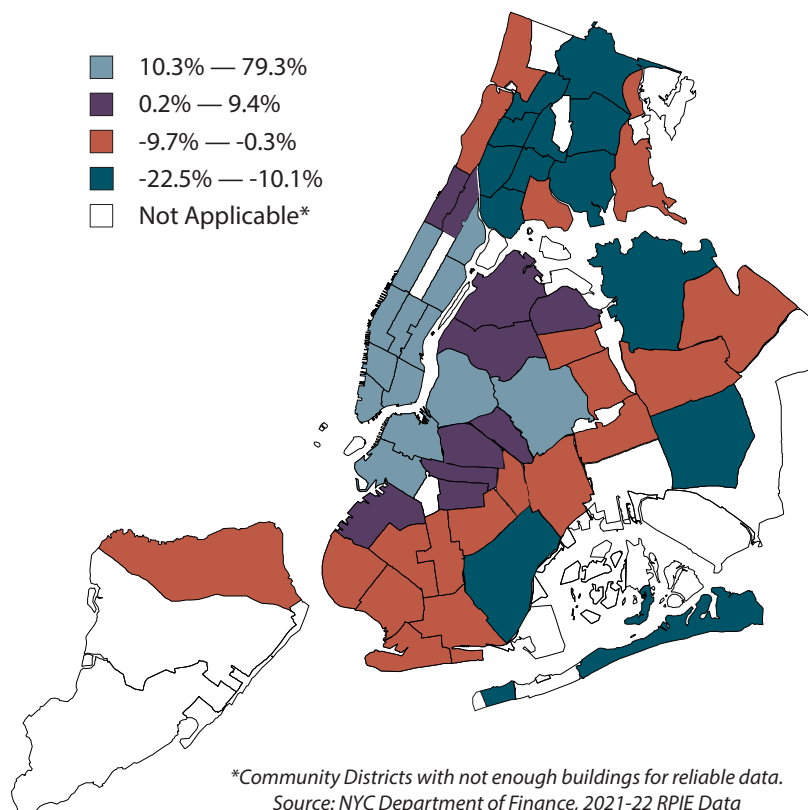 10.3% — 79.3%
0.2% — 9.4%
-9.7% — -0.3%
-22.5% — -10.1%
Not Applicable*
*Community Districts with not enough buildings for reliable data.
Source: NYC Department of Finance, 2021-22 RPIE Data